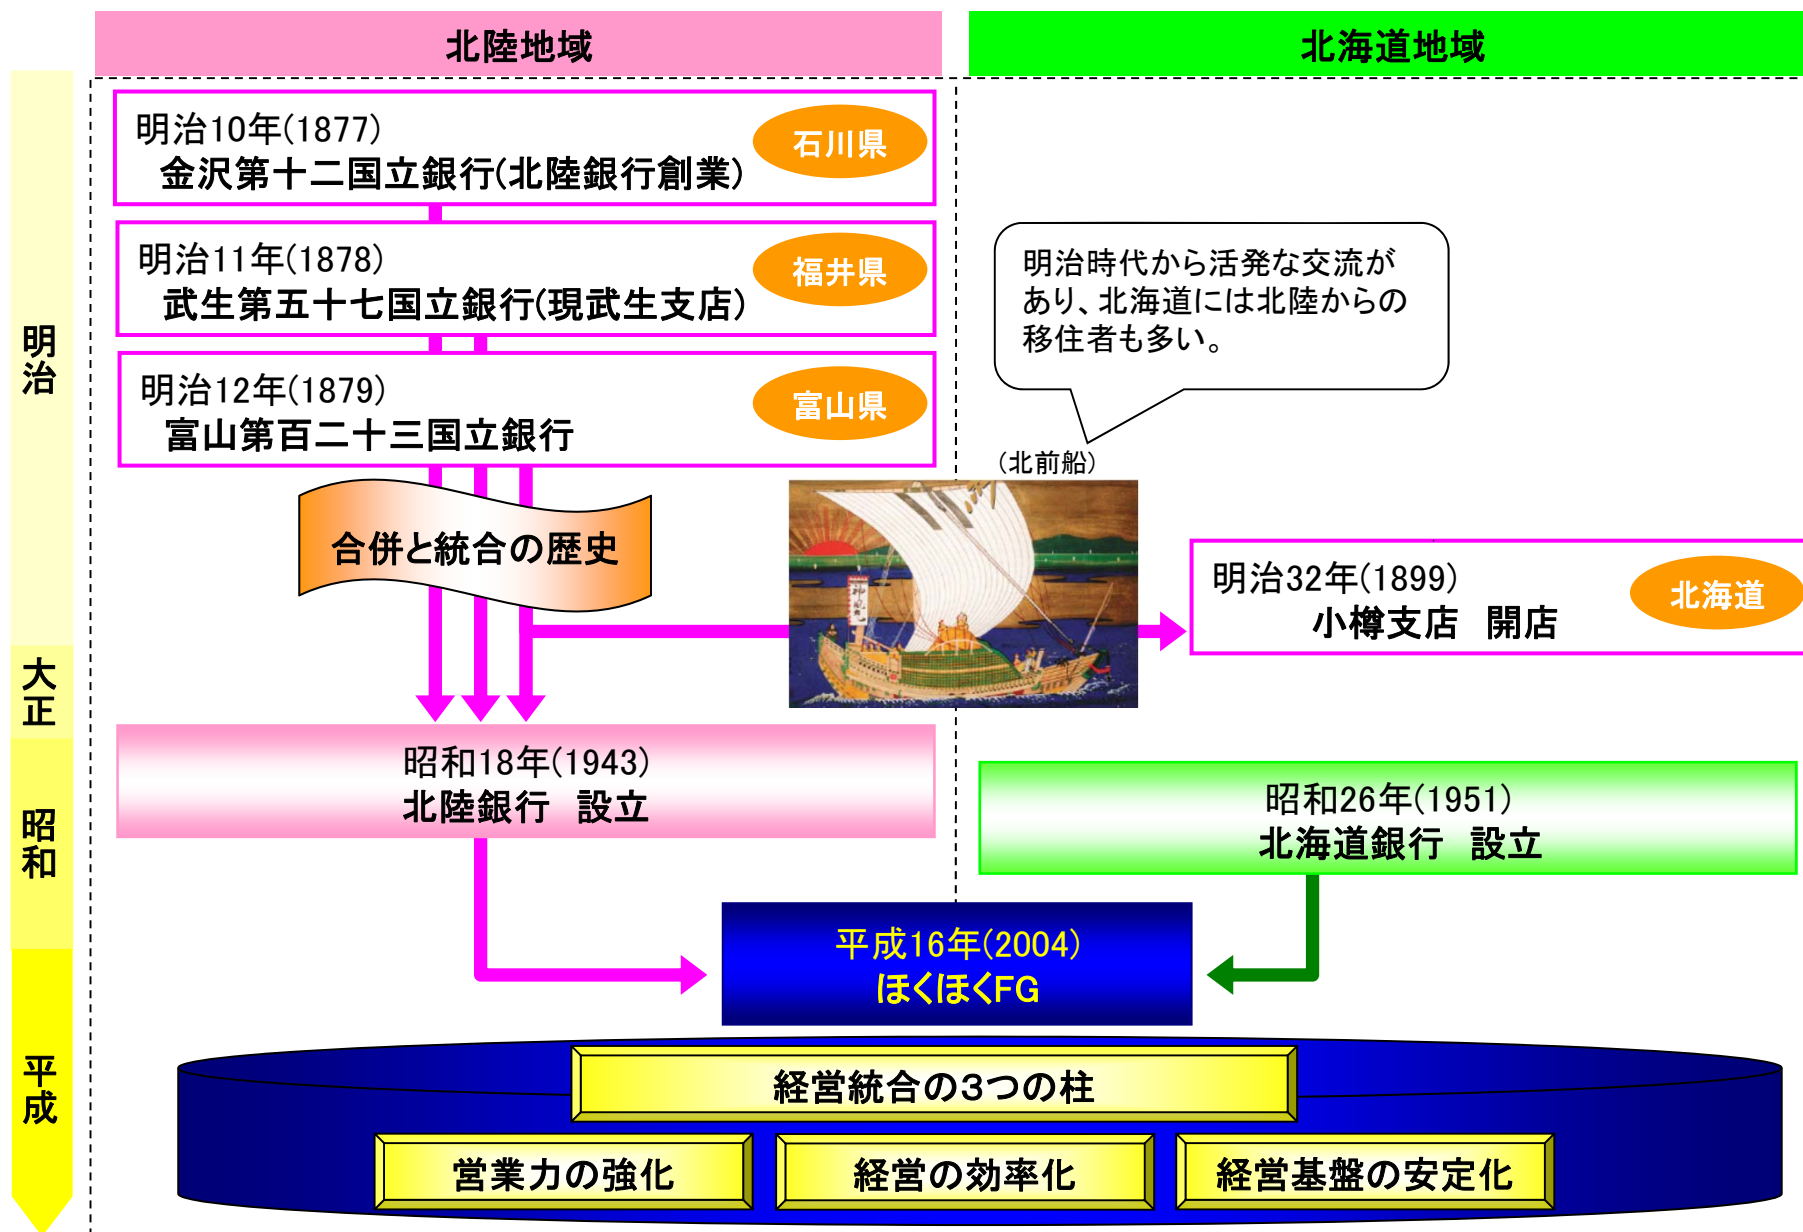 北陸地域
北海道地域
明治
大正
昭和
平成
明治10年(1877)
金沢第十二国立銀行(北陸銀行創業)
石川県
明治11年(1878)
武生第五十七国立銀行(現武生支店)
福井県
明治12年(1879)
富山第百二十三国立銀行
富山県
明治時代から活発な交流が
あり、北海道には北陸からの
移住者も多い。
(北前船)
合併と統合の歴史
明治32年(1899)
小樽支店　開店
北海道
昭和18年(1943)
北陸銀行　設立
昭和26年(1951)
北海道銀行　設立
平成16年(2004)
ほくほくFG
経営統合の3つの柱
営業力の強化
経営の効率化
経営基盤の安定化